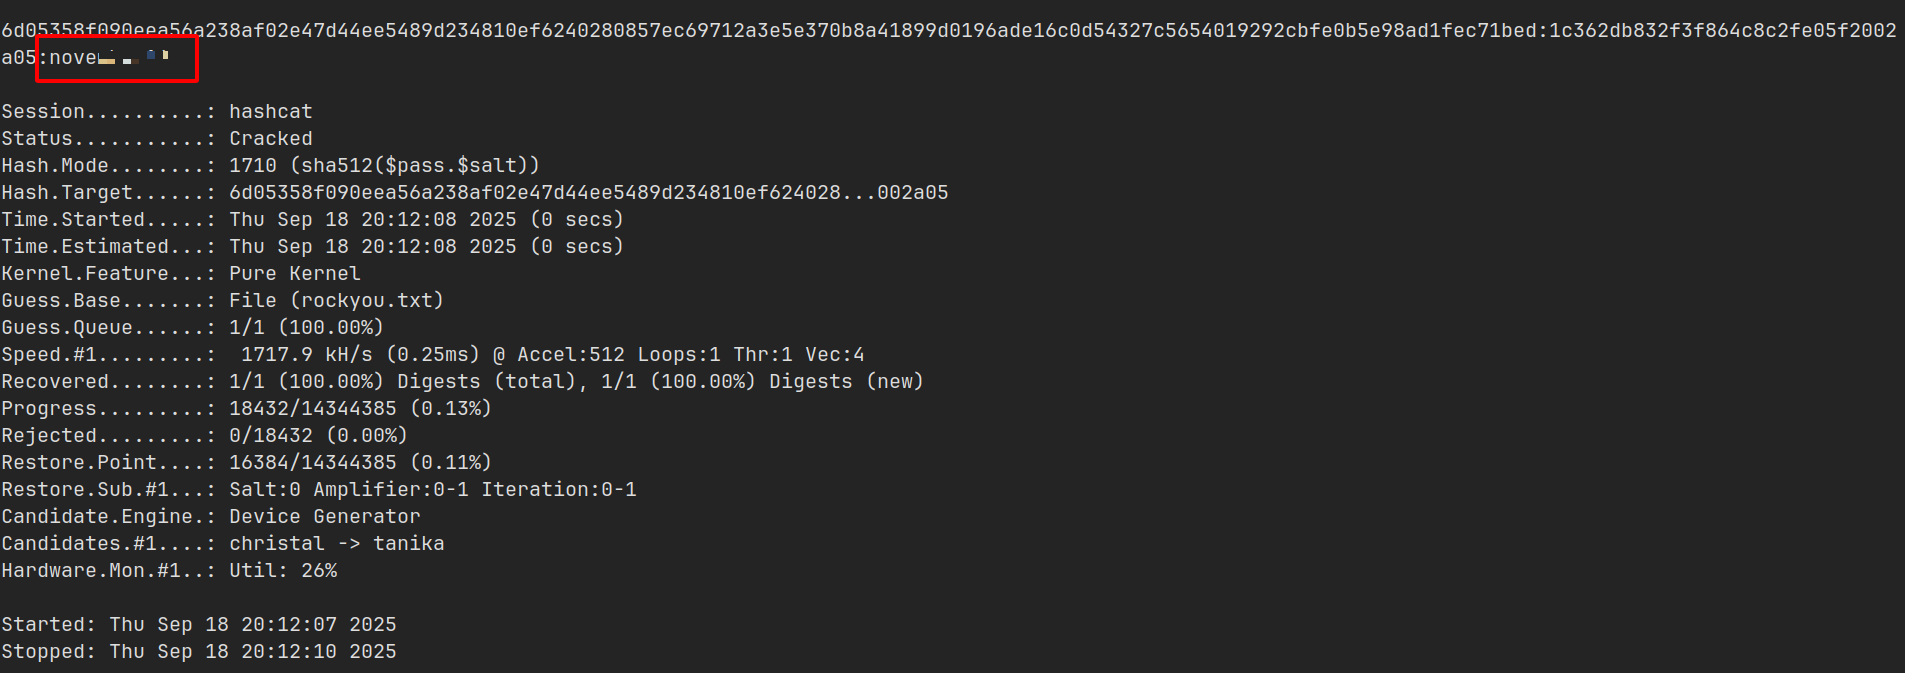 6d05358f090eea56a238af02e47d44ee5489d234810ef6240280857ec69712a3e5e370b8a41899d0196ade16c0d54327c5654019292cbfe0b5e98ad1fec71bed:1c362db832f3f864c8c2fe05f2002
a05:nove
Session..........: hashcat
Status...........: Cracked
Hash.Mode........: 1710 (sha512($pass.$salt))
Hash.Target......: 6d05358f090eea56a238af02e47d44ee5489d234810ef624028...002a05
Time.Started.....: Thu Sep 18 20:12:08 2025 (0 secs)
Time.Estimated...: Thu Sep 18 20:12:08 2025 (0 secs)
Kernel.Feature...: Pure Kernel
Guess.Base.......: File (rockyou.txt)
Guess.Queue......: 1/1 (100.00%)
Speed.#1.........:  1717.9 kH/s (0.25ms) @ Accel:512 Loops:1 Thr:1 Vec:4
Recovered........: 1/1 (100.00%) Digests (total), 1/1 (100.00%) Digests (new)
Progress.........: 18432/14344385 (0.13%)
Rejected.........: 0/18432 (0.00%)
Restore.Point....: 16384/14344385 (0.11%)
Restore.Sub.#1...: Salt:0 Amplifier:0-1 Iteration:0-1
Candidate.Engine.: Device Generator
Candidates.#1....: christal -> tanika
Hardware.Mon.#1..: Util: 26%
Started: Thu Sep 18 20:12:07 2025
Stopped: Thu Sep 18 20:12:10 2025